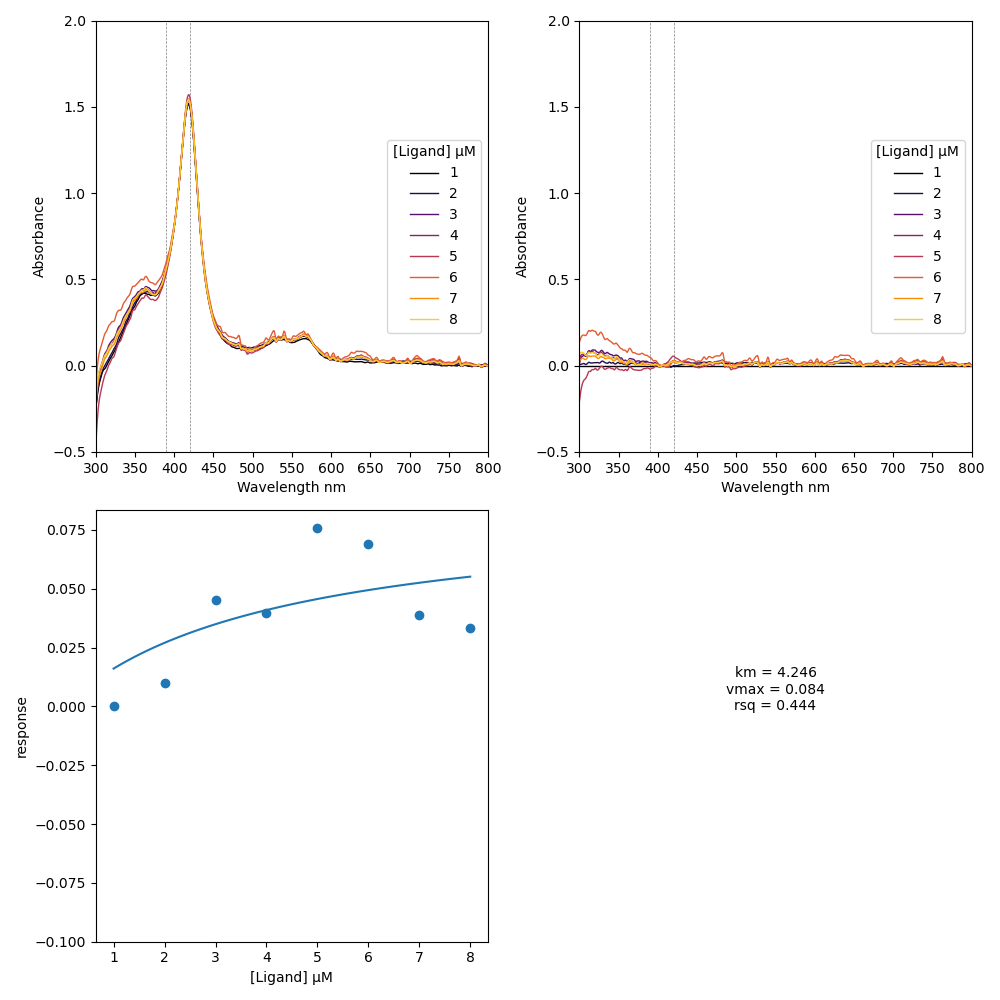 2.0
1.5
1.0
0.5
0.0
−0.5
Absorbance
300 350 400 450 500 550 600 650 700 750 800
Wavelength nm
[Ligand] μM
1
2
3
4
5
6
7
8
2.0
1.5
1.0
0.5
0.0
−0.5
Absorbance
300 350 400 450 500 550 600 650 700 750 800
Wavelength nm
[Ligand] μM
1
2
3
4
5
6
7
8
0.075
0.050
0.025
0.000
−0.025
−0.050
−0.075
−0.100
response
1 2 3 4 5 6 7 8
[Ligand] μM
km = 4.246
vmax = 0.084
rsq = 0.444